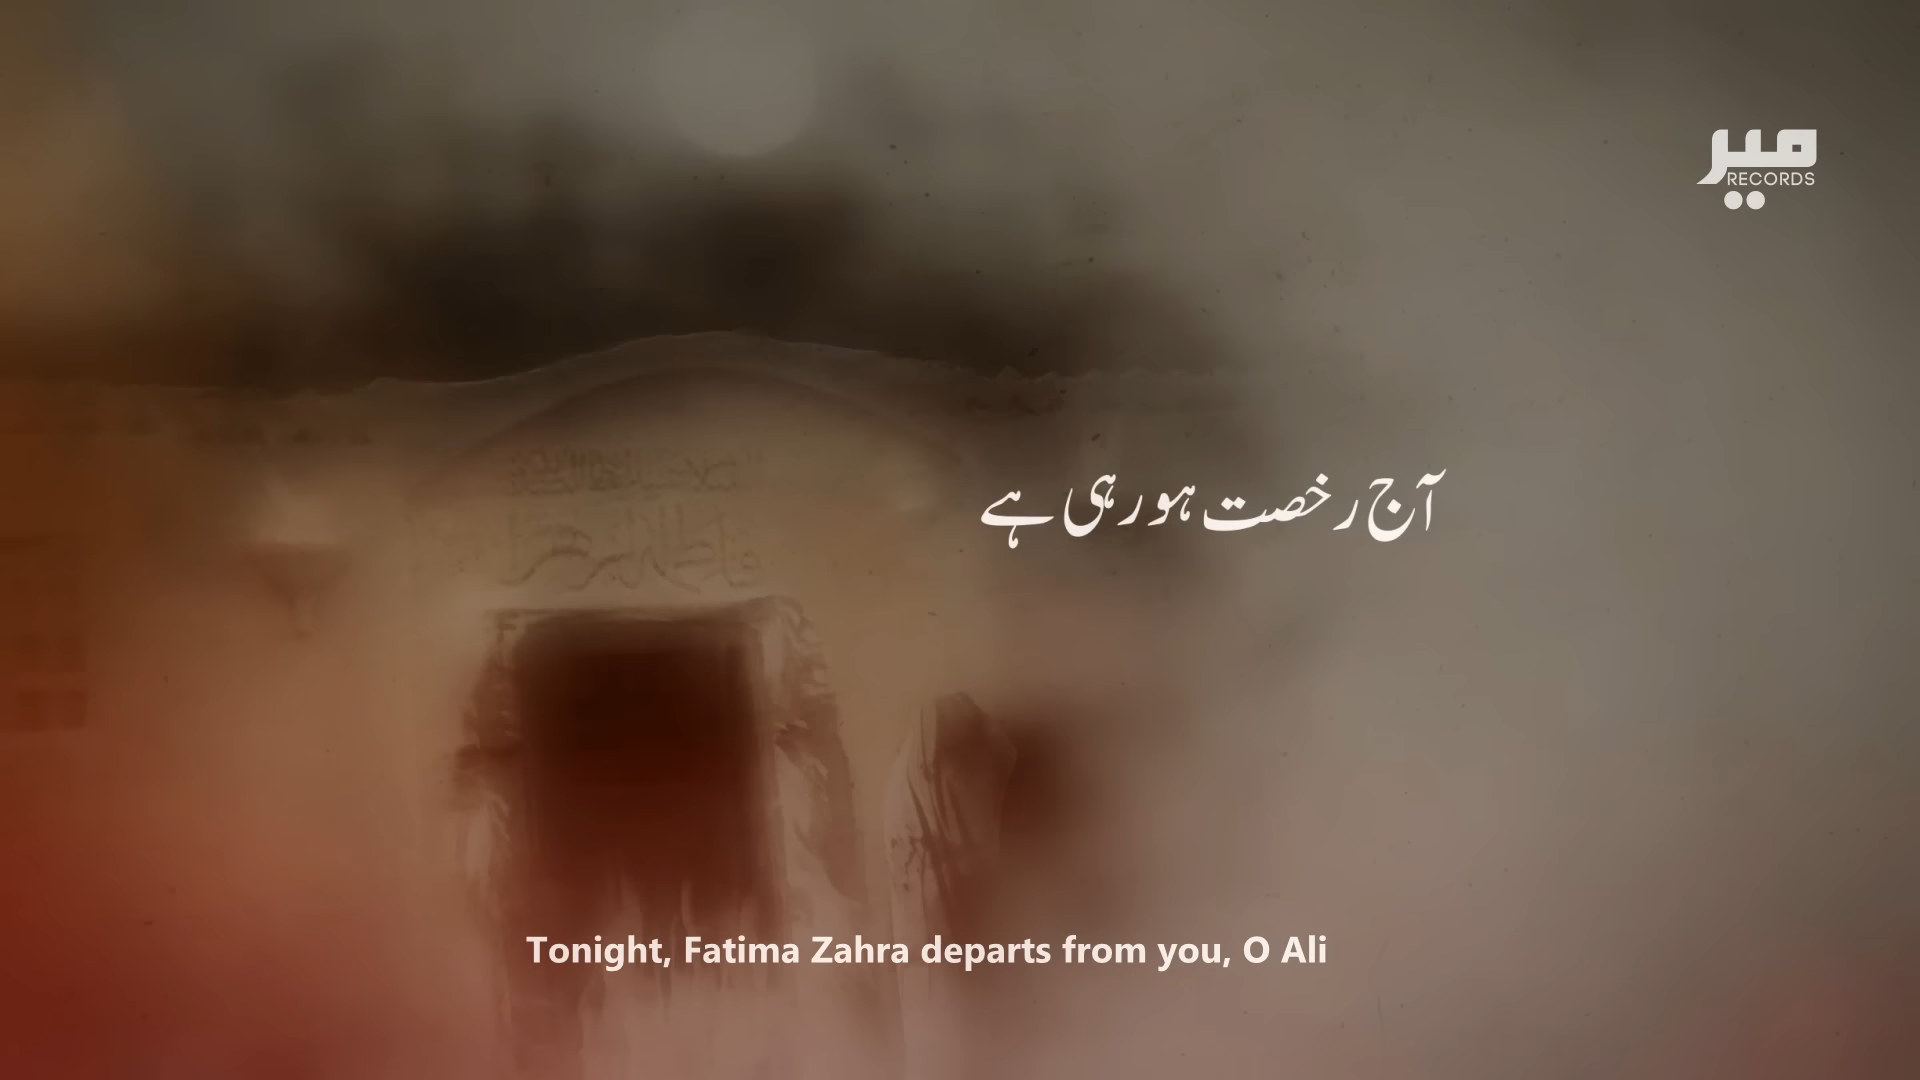 میر
RECORDS
آج رخصت ہو رہی ہے
Tonight, Fatima Zahra departs from you, O Ali